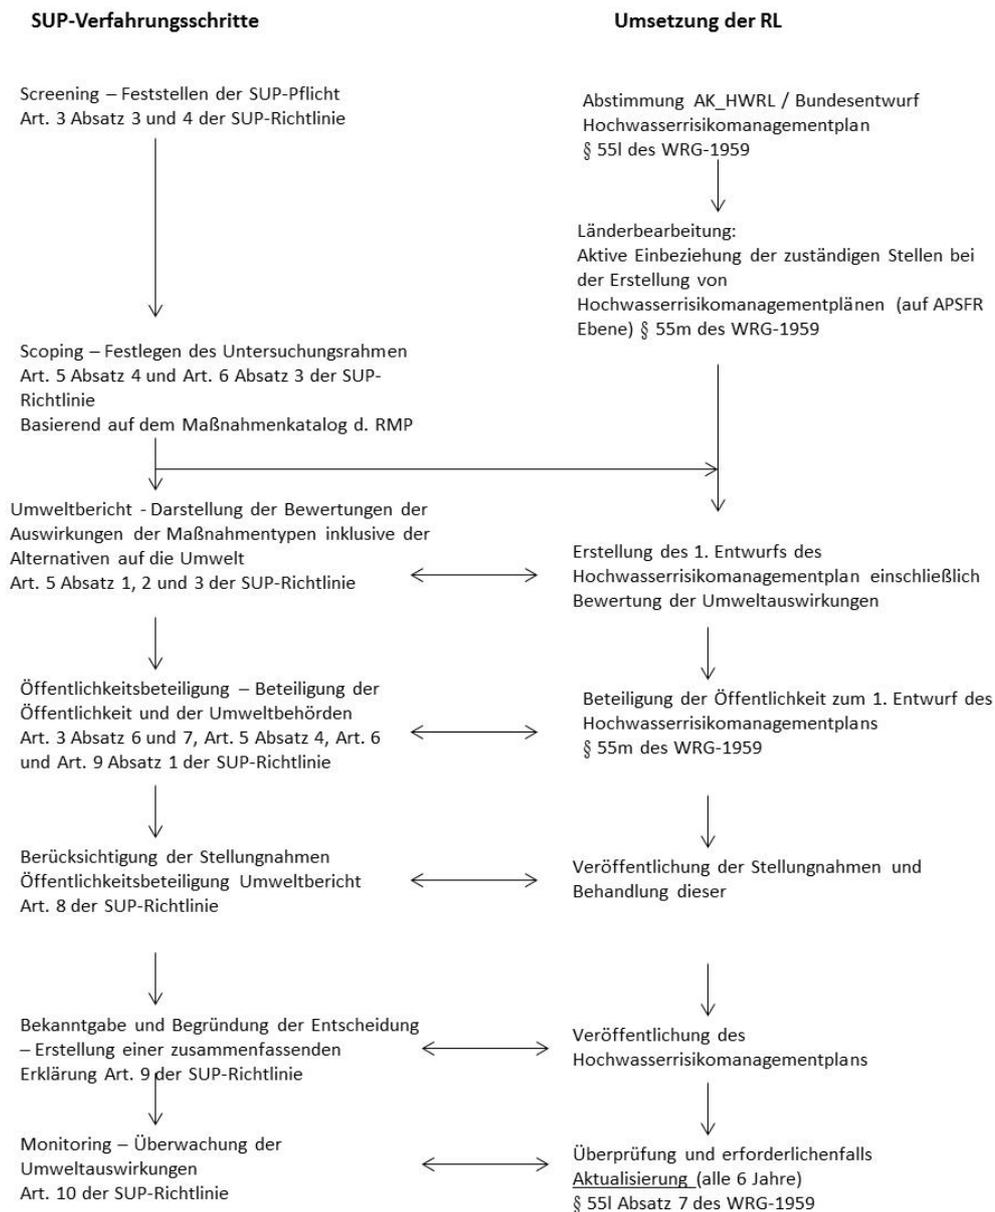 SUP-Verfahrungsschritte
Screening – Feststellen der SUP-Pflicht
Art. 3 Absatz 3 und 4 der SUP-Richtlinie
Scoping – Festlegen des Untersuchungsrahmen
Art. 5 Absatz 4 und Art. 6 Absatz 3 der SUP-
Richtlinie
Basierend auf dem Maßnahmenkatalog d. RMP
Umweltbericht - Darstellung der Bewertungen der
Auswirkungen der Maßnahmentypen inklusive der
Alternativen auf die Umwelt
Art. 5 Absatz 1, 2 und 3 der SUP-Richtlinie
Öffentlichkeitsbeteiligung – Beteiligung der
Öffentlichkeit und der Umweltbehörden
Art. 3 Absatz 6 und 7, Art. 5 Absatz 4, Art. 6
und Art. 9 Absatz 1 der SUP-Richtlinie
Berücksichtigung der Stellungnahmen
Öffentlichkeitsbeteiligung Umweltbericht
Art. 8 der SUP-Richtlinie
Bekanntgabe und Begründung der Entscheidung
– Erstellung einer zusammenfassenden
Erklärung Art. 9 der SUP-Richtlinie
Monitoring – Überwachung der
Umweltauswirkungen
Art. 10 der SUP-Richtlinie
Umsetzung der RL
Abstimmung AK_HWRL / Bundesentwurf
Hochwasserrisikomanagementplan
§ 55l des WRG-1959
Länderbearbeitung:
Aktive Einbeziehung der zuständigen Stellen bei
der Erstellung von
Hochwasserrisikomanagementplänen (auf APSFR
Ebene) § 55m des WRG-1959
Erstellung des 1. Entwurfs des
Hochwasserrisikomanagementplan einschließlich
Bewertung der Umweltauswirkungen
Beteiligung der Öffentlichkeit zum 1. Entwurf des
Hochwasserrisikomanagementplans
§ 55m des WRG-1959
Veröffentlichung der Stellungnahmen und
Behandlung dieser
Veröffentlichung des
Hochwasserrisikomanagementplans
Überprüfung und erforderlichenfalls
Aktualisierung (alle 6 Jahre)
§ 55l Absatz 7 des WRG-1959